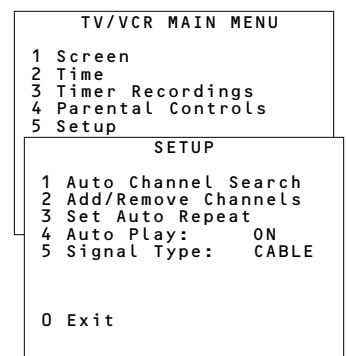 TV/VCR MAIN MENU
1 Screen
2 Time
3 Timer Recordings
4 Parental Controls
5 Setup
SETUP
1 Auto Channel Search
2 Add/Remove Channels
3 Set Auto Repeat
4 Auto Play: ON
5 Signal Type: CABLE
0 Exit